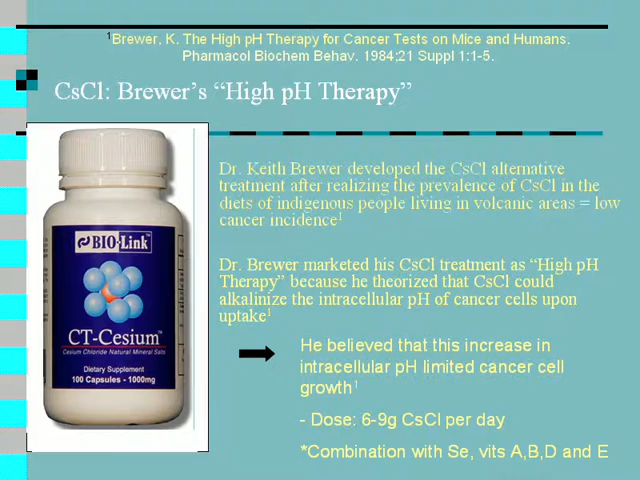 ¹Brewer, K. The High pH Therapy for Cancer Tests on Mice and Humans.
Pharmacol Biochem Behav. 1984;21 Suppl 1:1-5.
CsCl: Brewer’s “High pH Therapy”
Dr. Keith Brewer developed the CsCl alternative
treatment after realizing the prevalence of CsCl in the
diets of indigenous people living in volcanic areas = low
cancer incidence¹
Dr. Brewer marketed his CsCl treatment as “High pH
Therapy” because he theorized that CsCl could
alkalinize the intracellular pH of cancer cells upon
uptake¹
He believed that this increase in
intracellular pH limited cancer cell
growth¹
- Dose: 6-9g CsCl per day
*Combination with Se, vits A,B,D and E
BIO-Link™
CT-Cesium™
Cesium Chloride Natural Mineral Salts
Dietary Supplement
100 Capsules - 1000mg